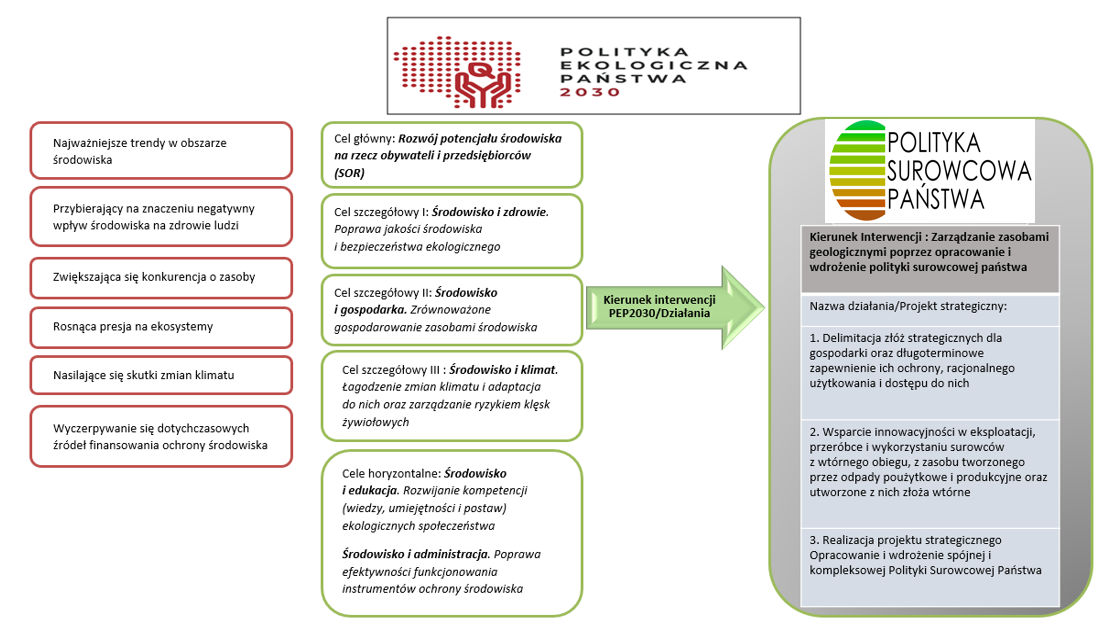 POLITYKA
EKOLOGICZNA
PAŃSTWA
2030
Najważniejsze trendy w obszarze
środowiska
Przybierający na znaczeniu negatywny
wpływ środowiska na zdrowie ludzi
Zwiększająca się konkurencja o zasoby
Rosnąca presja na ekosystemy
Nasilające się skutki zmian klimatu
Wyczerpywanie się dotychczasowych
źródeł finansowania ochrony środowiska
Cel główny: Rozwój potencjału środowiska
na rzecz obywateli i przedsiębiorców
(SOR)
Cel szczegółowy I: Środowisko i zdrowie.
Poprawa jakości środowiska
i bezpieczeństwa ekologicznego
Cel szczegółowy II: Środowisko
i gospodarka. Zrównoważone
gospodarowanie zasobami środowiska
Cel szczegółowy III : Środowisko i klimat.
Łagodzenie zmian klimatu i adaptacja
do nich oraz zarządzanie ryzykiem klęsk
żywiołowych
Cele horyzontalne: Środowisko
i edukacja. Rozwijanie kompetencji
(wiedzy, umiejętności i postaw)
ekologicznych społeczeństwa
Środowisko i administracja. Poprawa
efektywności funkcjonowania
instrumentów ochrony środowiska
Kierunek interwencji
PEP2030/Działania
POLITYKA
SUROWCOWA
PAŃSTWA
Kierunek Interwencji : Zarządzanie zasobami
geologicznymi poprzez opracowanie i
wdrożenie polityki surowcowej państwa
Nazwa działania/Projekt strategiczny:
1. Delimitacja złóż strategicznych dla
gospodarki oraz długoterminowe
zapewnienie ich ochrony, racjonalnego
użytkowania i dostępu do nich
2. Wsparcie innowacyjności w eksploatacji,
przeróbce i wykorzystaniu surowców
z wtórnego obiegu, z zasobu tworzonego
przez odpady poużytkowe i produkcyjne oraz
utworzone z nich złoża wtórne
3. Realizacja projektu strategicznego
Opracowanie i wdrożenie spójnej i
kompleksowej Polityki Surowcowej Państwa